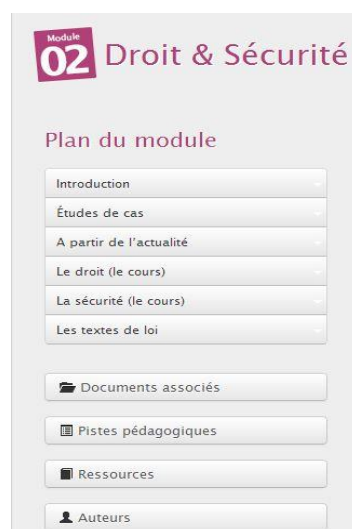 Module
02 Droit & Sécurité
Plan du module
Introduction
Études de cas
A partir de l'actualité
Le droit (le cours)
La sécurité (le cours)
Les textes de loi
Documents associés
Pistes pédagogiques
Ressources
Auteurs